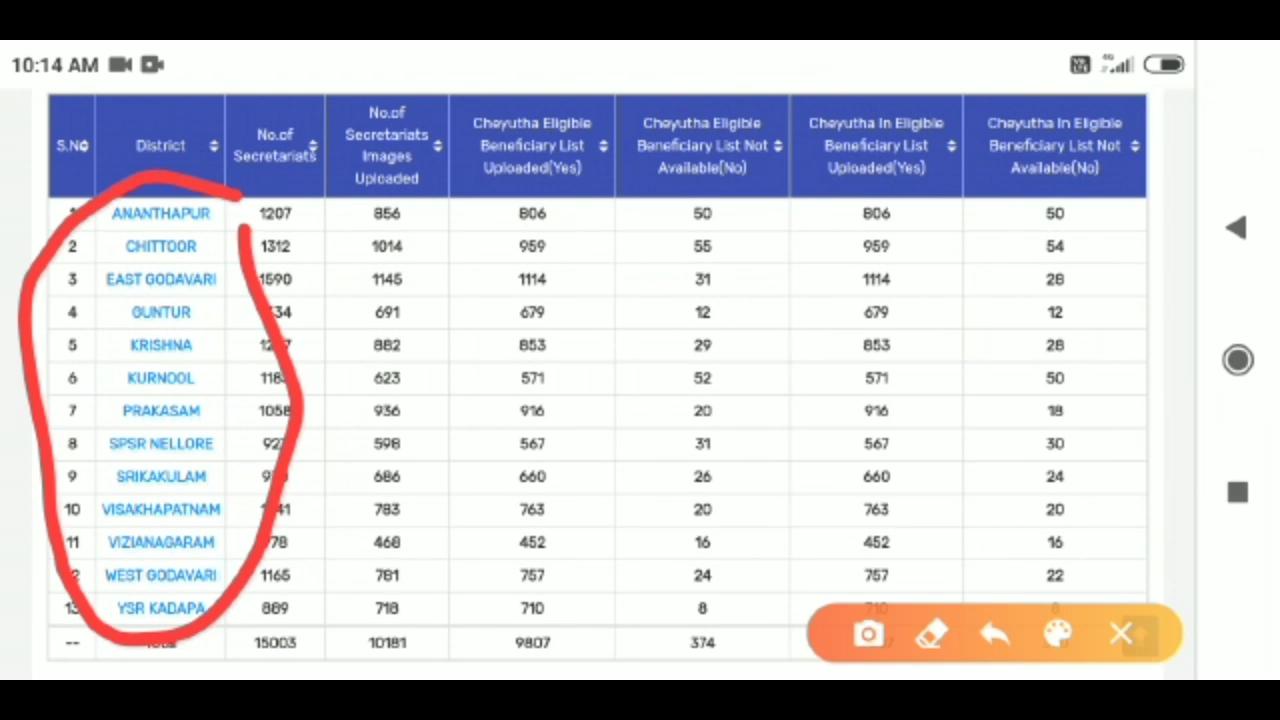 10:14 AM
S.No District No.of Secretariats No.of Secretariats Images Uploaded Cheyutha Eligible Beneficiary List Uploaded(Yes) Cheyutha Eligible Beneficiary List Not Available(No) Cheyutha In Eligible Beneficiary List Uploaded(Yes) Cheyutha In Eligible Beneficiary List Not Available(No)
ANANTHAPUR 1207 856 806 50 806 50
2 CHITTOOR 1312 1014 959 55 959 54
3 EAST GODAVARI 1590 1145 1114 31 1114 28
4 GUNTUR 691 679 12 679 12
5 KRISHNA 882 853 29 853 28
6 KURNOOL 623 571 52 571 50
7 PRAKASAM 1058 936 916 20 916 18
8 SPSR NELLORE 598 567 31 567 30
9 SRIKAKULAM 686 660 26 660 24
10 VISAKHAPATNAM 783 763 20 763 20
11 VIZIANAGARAM 468 452 16 452 16
WEST GODAVARI 1165 781 757 24 757 22
13 YSR KADAPA 889 718 710 8 710 8
-- 15003 10181 9807 374